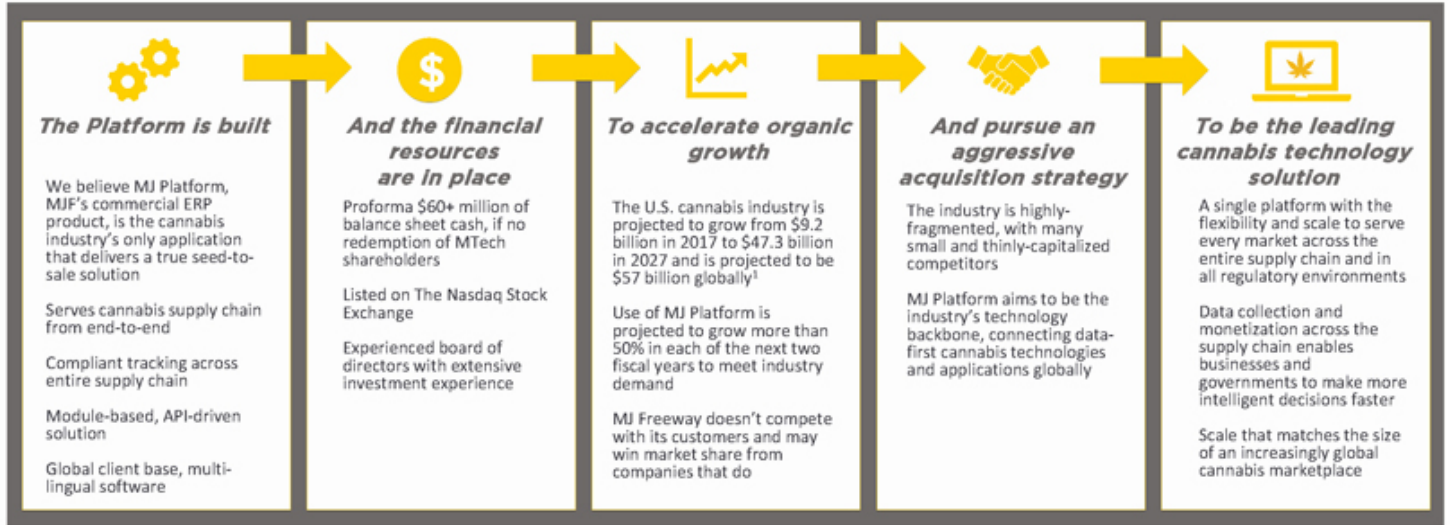 The Platform is built
We believe MJ Platform,
MJF's commercial ERP
product, is the cannabis
industry's only application
that delivers a true seed-to-
sale solution
Serves cannabis supply chain
from end-to-end
Compliant tracking across
entire supply chain
Module-based, API-driven
solution
Global client base, multi-
lingual software
$
And the financial
resources
are in place
Proforma $60+ million of
balance sheet cash, if no
redemption of MTech
shareholders
Listed on The Nasdaq Stock
Exchange
Experienced board of
directors with extensive
investment experience
To accelerate organic
growth
The U.S. cannabis industry is
projected to grow from $9.2
billion in 2017 to $47.3 billion
in 2027 and is projected to be
$57 billion globally¹
Use of MJ Platform is
projected to grow more than
50% in each of the next two
fiscal years to meet industry
demand
MJ Freeway doesn't compete
with its customers and may
win market share from
companies that do
And pursue an
aggressive
acquisition strategy
The industry is highly-
fragmented, with many
small and thinly-capitalized
competitors
MJ Platform aims to be the
industry's technology
backbone, connecting data-
first cannabis technologies
and applications globally
To be the leading
cannabis technology
solution
A single platform with the
flexibility and scale to serve
every market across the
entire supply chain and in
all regulatory environments
Data collection and
monetization across the
supply chain enables
businesses and
governments to make more
intelligent decisions faster
Scale that matches the size
of an increasingly global
cannabis marketplace